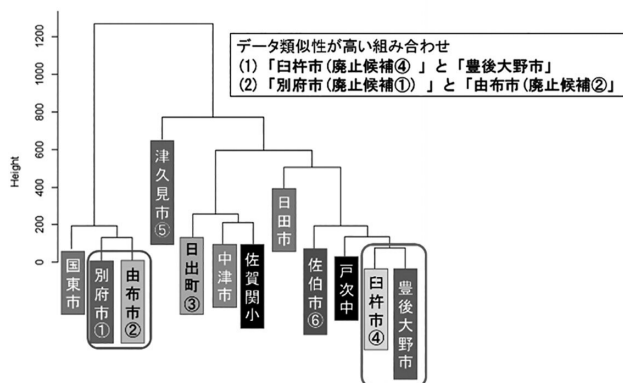 データ類似性が高い組み合わせ
(1) 「臼杵市(廃止候補④ 」と「豊後大野市」
(2) 「別府市(廃止候補①) 」と「由布市(廃止候補②」
Height
1200
1000
800
600
400
200
0
国東市
別府市①
由布市②
津久見市⑤
日出町③
中津市
佐賀関小
日田市
佐伯市⑥
戸次中
臼杵市④
豊後大野市